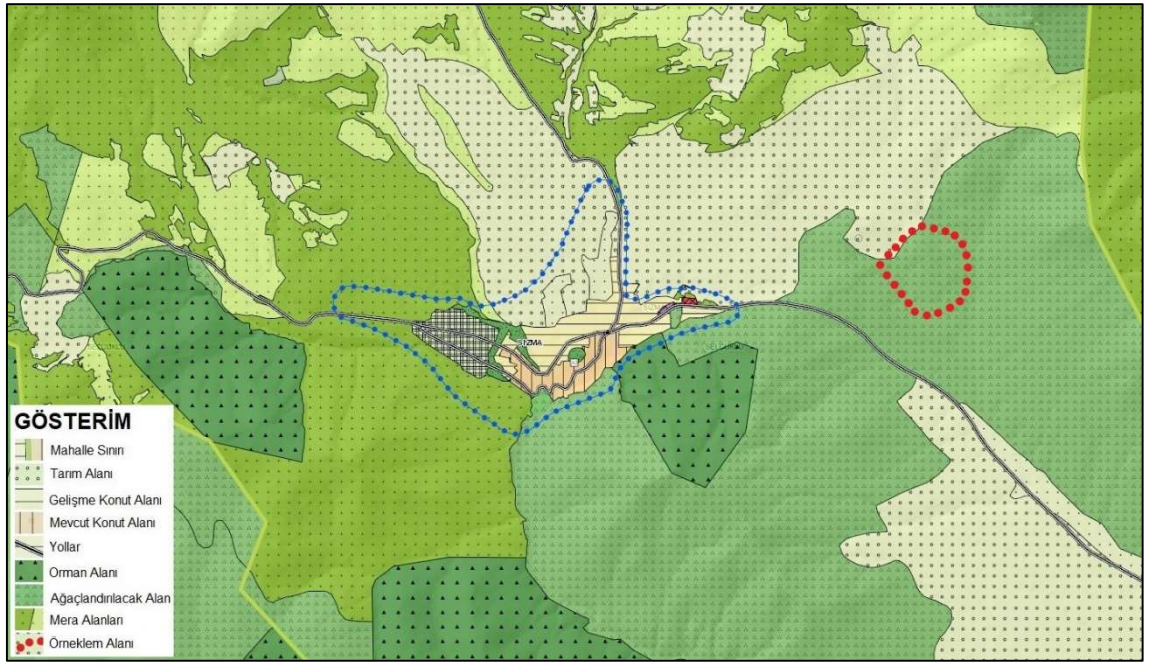 SIZMA
GÖSTERİM
Mahalle Sınırı
Tarım Alanı
Gelişme Konut Alanı
Mevcut Konut Alanı
Yollar
Orman Alanı
Ağaçlandırılacak Alan
Mera Alanları
Örneklem Alanı